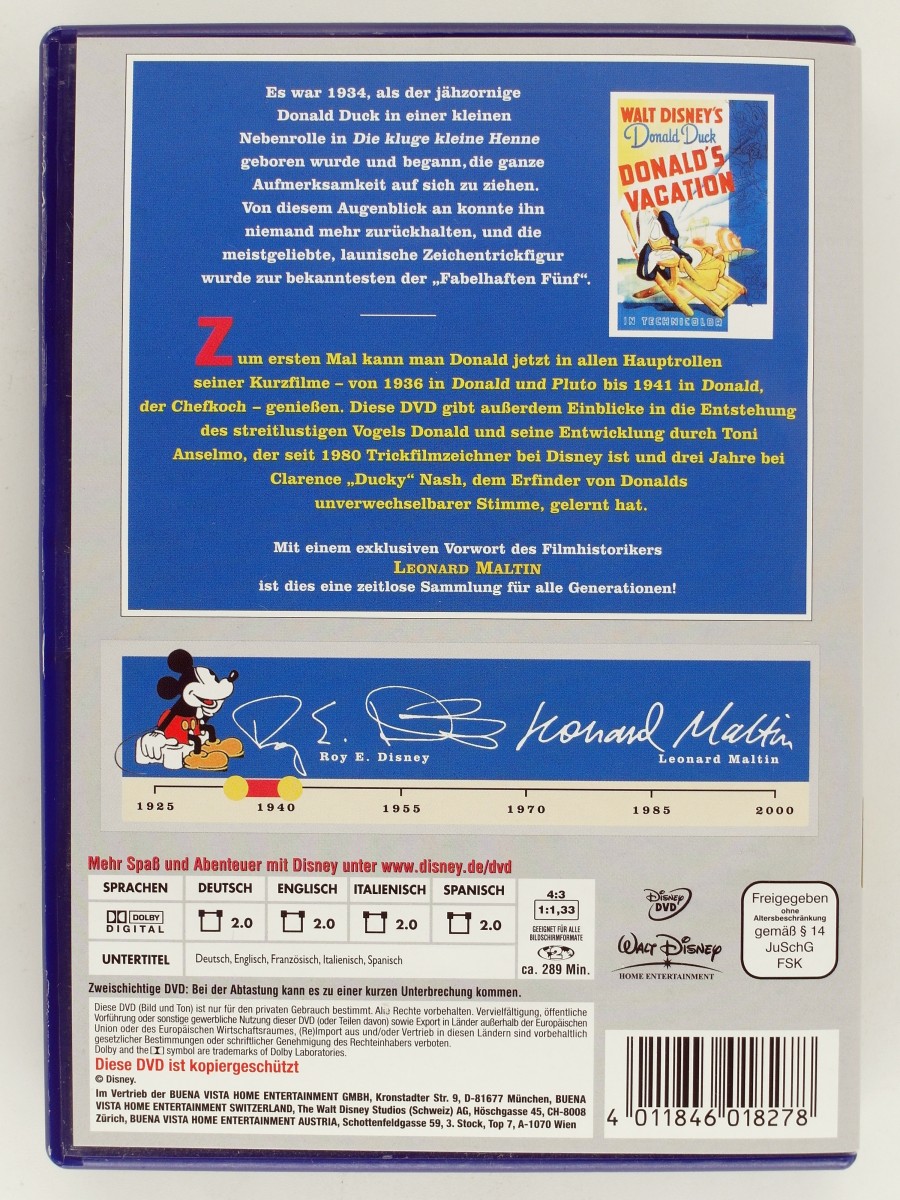 Es war 1934, als der jähzornige
Donald Duck in einer kleinen
Nebenrolle in Die kluge kleine Henne
geboren wurde und begann, die ganze
Aufmerksamkeit auf sich zu ziehen.
Von diesem Augenblick an konnte ihn
niemand mehr zurückhalten, und die
meistgeliebte, launische Zeichentrickfigur
wurde zur bekanntesten der „Fabelhaften Fünf“.
WALT DISNEY'S
Donald Duck
DONALD'S
VACATION
IN TECHNICOLOR
Zum ersten Mal kann man Donald jetzt in allen Hauptrollen
seiner Kurzfilme – von 1936 in Donald und Pluto bis 1941 in Donald,
der Chefkoch – genießen. Diese DVD gibt außerdem Einblicke in die Entstehung
des streitlustigen Vogels Donald und seine Entwicklung durch Toni
Anselmo, der seit 1980 Trickfilmzeichner bei Disney ist und drei Jahre bei
Clarence „Ducky“ Nash, dem Erfinder von Donalds
unverwechselbarer Stimme, gelernt hat.
Mit einem exklusiven Vorwort des Filmhistorikers
LEONARD MALTIN
ist dies eine zeitlose Sammlung für alle Generationen!
Roy E. Disney
Leonard Maltin
Roy E. Disney
Leonard Maltin
1925 1940 1955 1970 1985 2000
Mehr Spaß und Abenteuer mit Disney unter www.disney.de/dvd
SPRACHEN DEUTSCH ENGLISCH ITALIENISCH SPANISCH
DOLBY DIGITAL 2.0 2.0 2.0 2.0
UNTERTITEL Deutsch, Englisch, Französisch, Italienisch, Spanisch
4:3
1:1,33
GEEIGNET FÜR ALLE
BILDSCHIRMFORMATE
ca. 289 Min.
DISNEY
DVD
WALT DISNEY
HOME ENTERTAINMENT
Freigegeben
ohne
Altersbeschränkung
gemäß § 14
JuSchG
FSK
Zweischichtige DVD: Bei der Abtastung kann es zu einer kurzen Unterbrechung kommen.
Diese DVD (Bild und Ton) ist nur für den privaten Gebrauch bestimmt. Alle Rechte vorbehalten. Vervielfältigung, öffentliche
Vorführung oder sonstige gewerbliche Nutzung dieser DVD (oder Teilen davon) sowie Export in Länder außerhalb der Europäischen
Union oder des Europäischen Wirtschaftsraumes, (Re)Import aus und/oder Vertrieb in diesen Ländern sind vorbehaltlich
gesetzlicher Bestimmungen oder schriftlicher Genehmigung des Rechteinhabers verboten.
Dolby and the symbol are trademarks of Dolby Laboratories.
Diese DVD ist kopiergeschützt
© Disney.
Im Vertrieb der BUENA VISTA HOME ENTERTAINMENT GMBH, Kronstadter Str. 9, D-81677 München, BUENA
VISTA HOME ENTERTAINMENT SWITZERLAND, The Walt Disney Studios (Schweiz) AG, Höschgasse 45, CH-8008
Zürich, BUENA VISTA HOME ENTERTAINMENT AUSTRIA, Schottenfeldgasse 59, 3. Stock, Top 7, A-1070 Wien
4 011846 018278